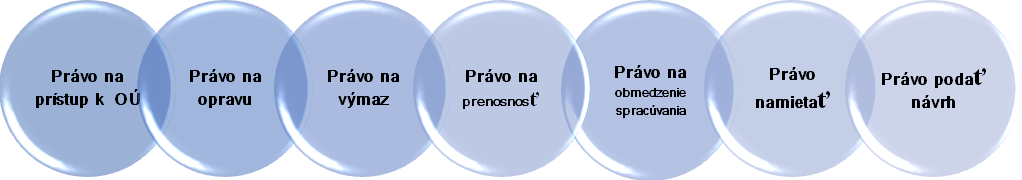 Právo na
prístup k OÚ
Právo na
opravu
Právo na
výmaz
Právo na
prenosnosť
Právo na
obmedzenie
spracúvania
Právo
namietať
Právo podať
návrh